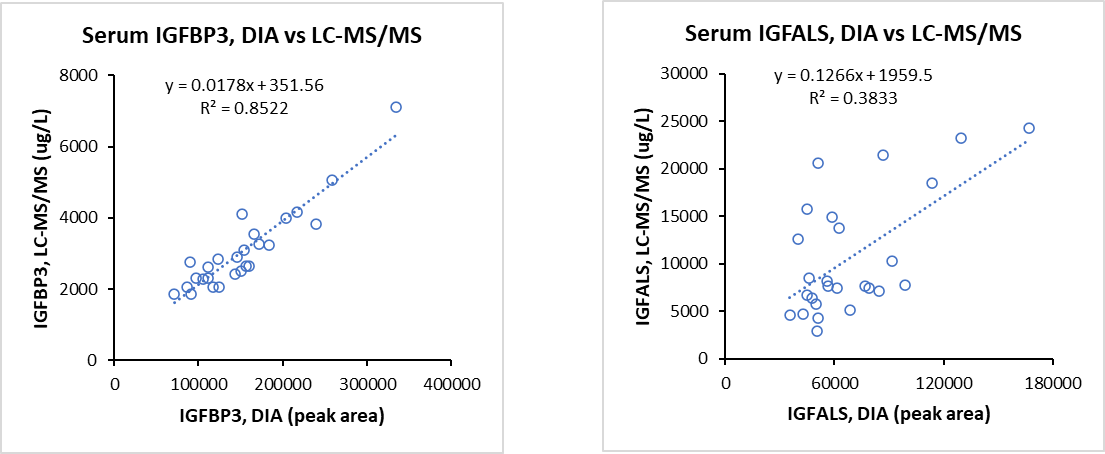 Serum IGFBP3, DIA vs LC-MS/MS
y = 0.0178x + 351.56
R² = 0.8522
IGFBP3, LC-MS/MS (ug/L)
8000
6000
4000
2000
0
0 100000 200000 300000 400000
IGFBP3, DIA (peak area)
Serum IGFALS, DIA vs LC-MS/MS
y = 0.1266x + 1959.5
R² = 0.3833
IGFALS, LC-MS/MS (ug/L)
30000
25000
20000
15000
10000
5000
0
0 60000 120000 180000
IGFALS, DIA (peak area)